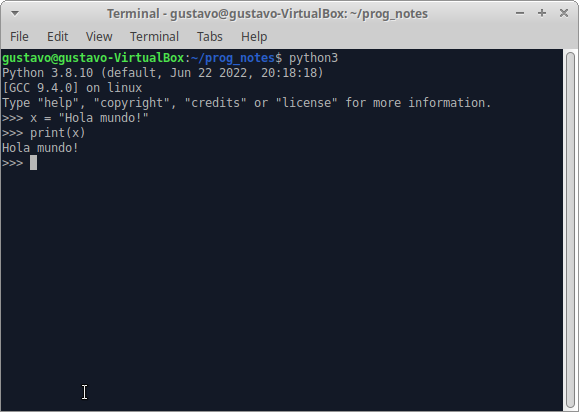 Terminal - gustavo@gustavo-VirtualBox: ~/prog_notes
File Edit View Terminal Tabs Help
gustavo@gustavo-VirtualBox:~/prog_notes$ python3
Python 3.8.10 (default, Jun 22 2022, 20:18:18)
[GCC 9.4.0] on linux
Type "help", "copyright", "credits" or "license" for more information.
>>> x = "Hola mundo!"
>>> print(x)
Hola mundo!
>>>